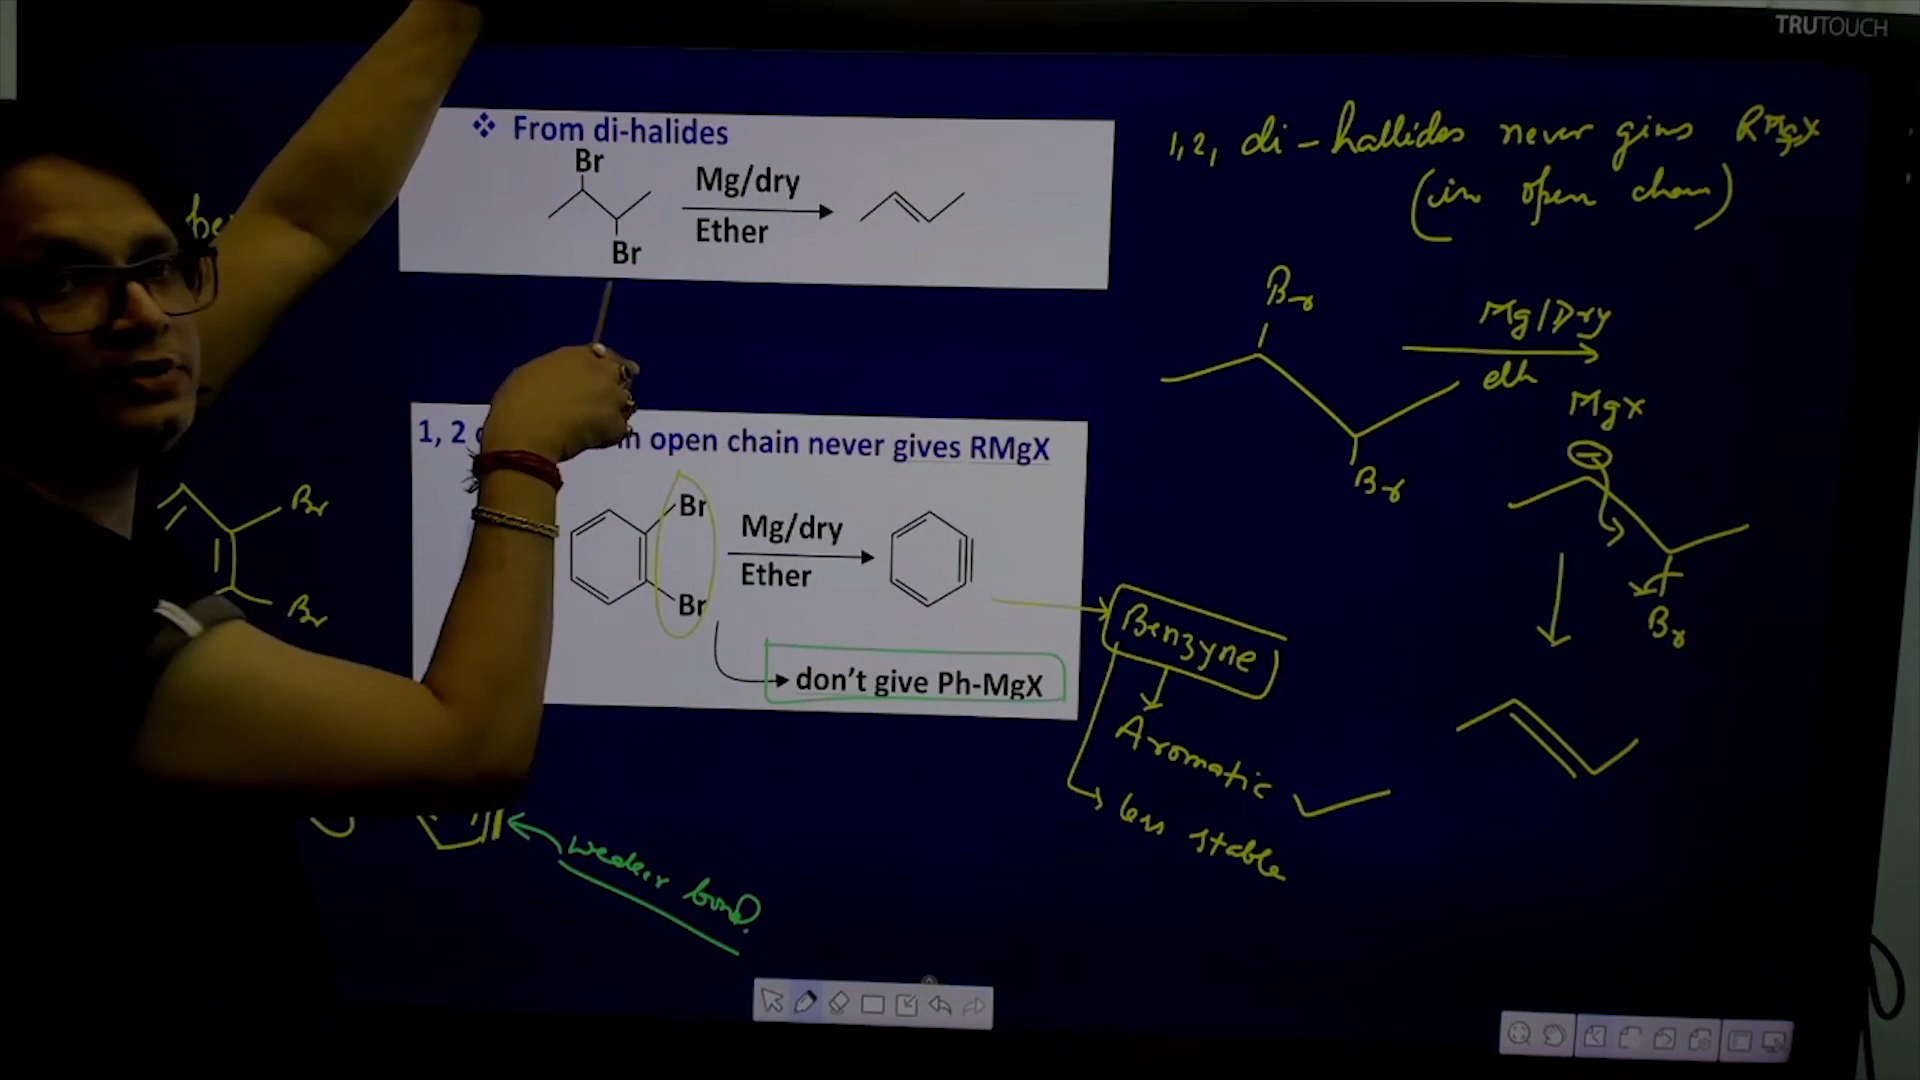 TRUTOUCH
❖ From di-halides
Br
Mg/dry
Ether
Br
1,2, di-hallides never gives RMgX
(in open chain)
Br
Mg/Dry
eth
Br
MgX
Br
1, 2 open chain never gives RMgX
Br
Mg/dry
Ether
Br
don't give Ph-MgX
Br
Br
Benzyne
Aromatic ✓
less stable
weaker bond